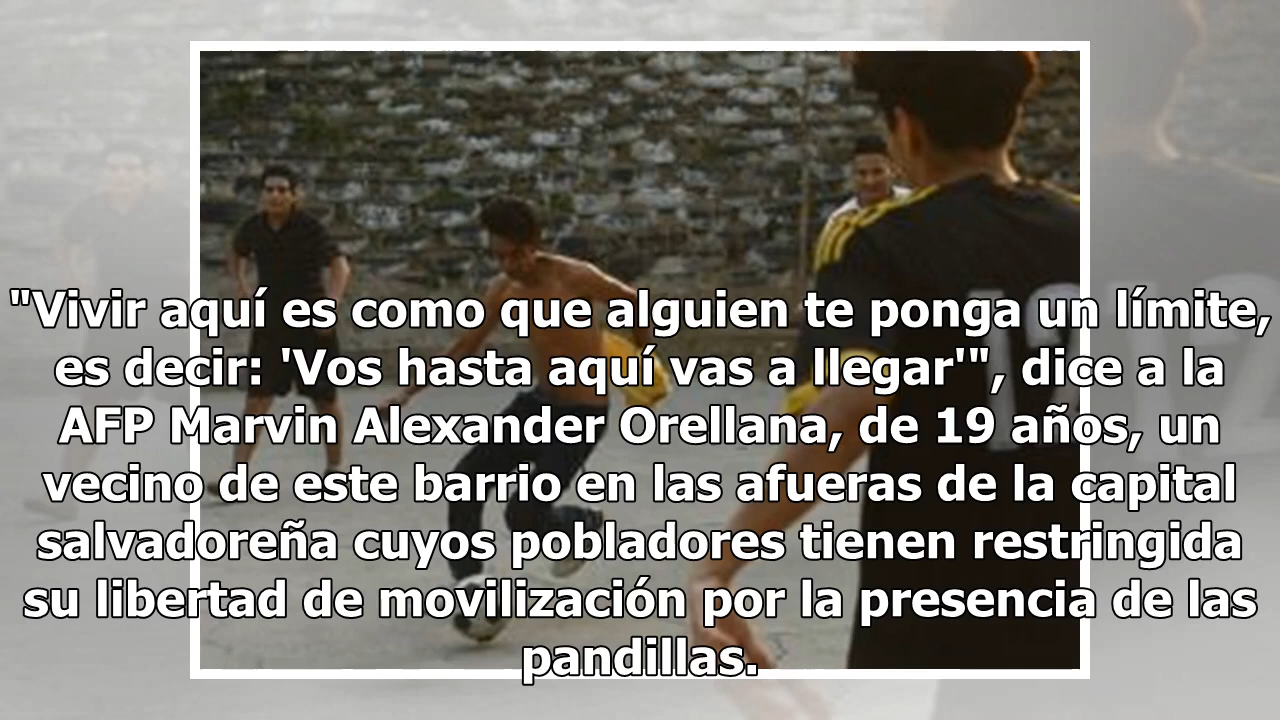 "Vivir aquí es como que alguien te ponga un límite,
es decir: 'Vos hasta aquí vas a llegar'", dice a la
AFP Marvin Alexander Orellana, de 19 años, un
vecino de este barrio en las afueras de la capital
salvadoreña cuyos pobladores tienen restringida
su libertad de movilización por la presencia de las
pandillas.
17